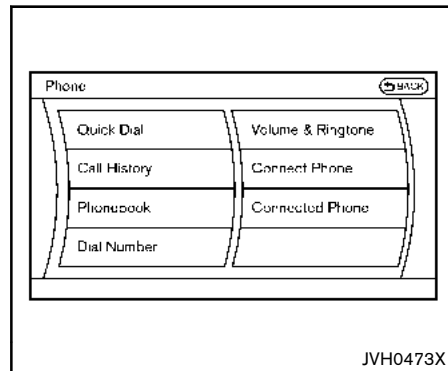 Phone
BACK
Quick Dial
Call History
Phonebook
Dial Number
Volume & Ringtone
Connect Phone
Connected Phone
JVH0473X